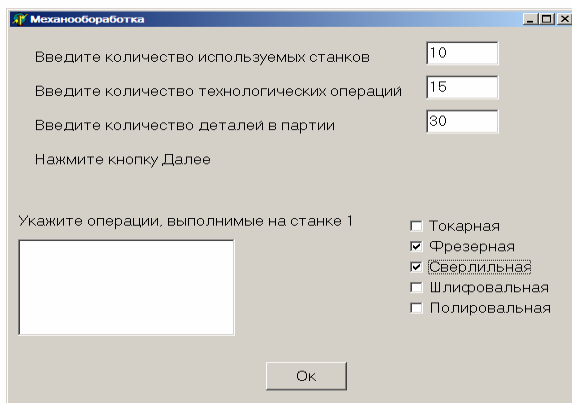 Механообоработка
Введите количество используемых станков 10
Введите количество технологических операций 15
Введите количество деталей в партии 30
Нажмите кнопку Далее
Укажите операции, выполнимые на станке 1
Токарная
Фрезерная
Сверлильная
Шлифовальная
Полировальная
Ок